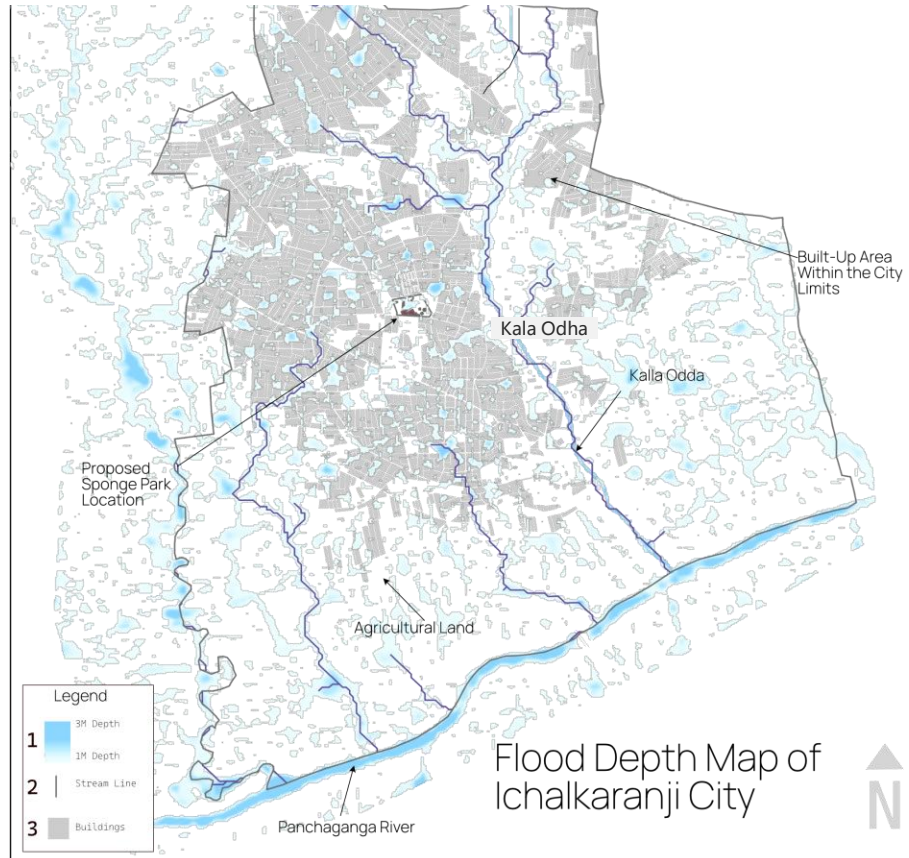 Built-Up Area
Within the City
Limits
Kala Odha
Kalla Odda
Proposed
Sponge Park
Location
Agricultural Land
Legend
1
3M Depth
1M Depth
2 Stream Line
3 Buildings
Flood Depth Map of
Ichalkaranji City
N
Panchaganga River